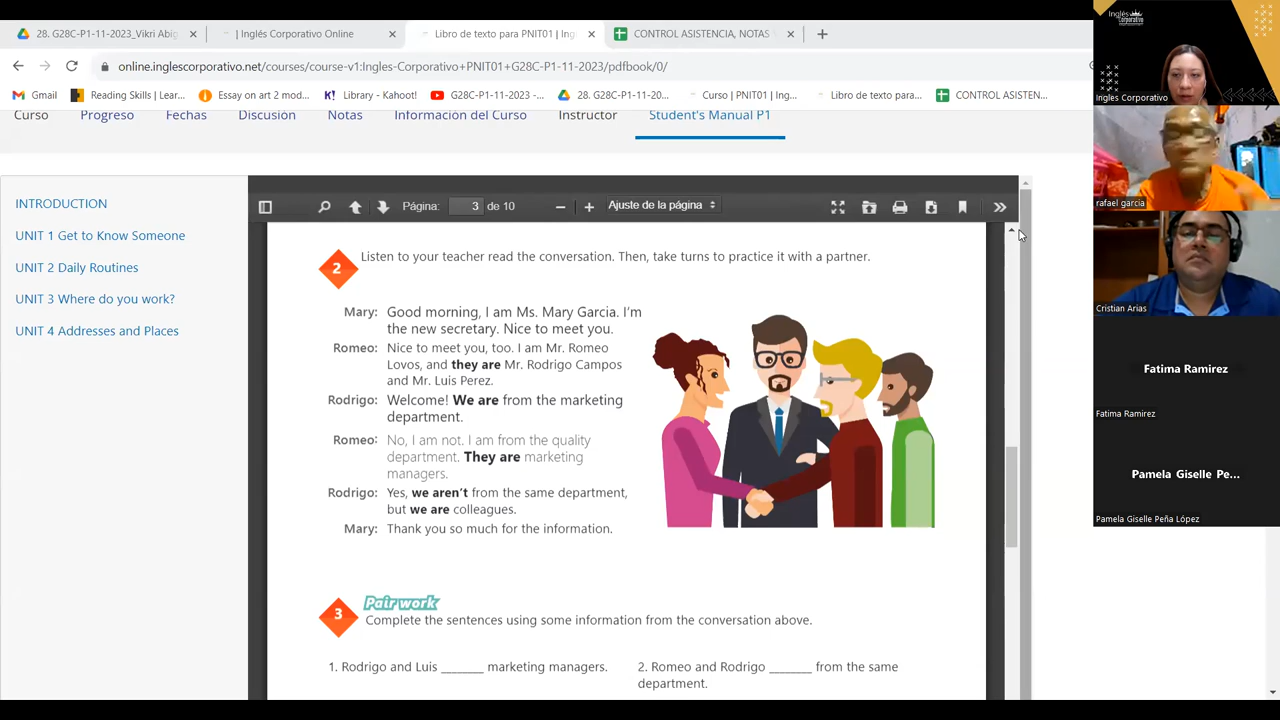 28. G28C-P1-11-2023_Vikri Abig
| Inglés Corporativo Online
Libro de texto para PNIT01 | Ing
CONTROL ASISTENCIA, NOTAS
online.inglescorporativo.net/courses/course-v1:Ingles-Corporativo+PNIT01+G28C-P1-11-2023/pdfbook/0/
Gmail
Reading Skills | Lear...
Essay on art 2 mod...
Library - Kan...
G28C-P1-11-2023 -...
28. G28C-P1-11-20...
Curso | PNIT01 | Ing...
Libro de texto para...
CONTROL ASISTEN...
Curso
Progreso
Fechas
Discusión
Notas
Información del Curso
Instructor
Student's Manual P1
INTRODUCTION
UNIT 1 Get to Know Someone
UNIT 2 Daily Routines
UNIT 3 Where do you work?
UNIT 4 Addresses and Places
Página: 3 de 10
Ajuste de la página
2 Listen to your teacher read the conversation. Then, take turns to practice it with a partner.
Mary: Good morning, I am Ms. Mary Garcia. I'm
the new secretary. Nice to meet you.
Romeo: Nice to meet you, too. I am Mr. Romeo
Lovos, and they are Mr. Rodrigo Campos
and Mr. Luis Perez.
Rodrigo: Welcome! We are from the marketing
department.
Romeo: No, I am not. I am from the quality
department. They are marketing
managers.
Rodrigo: Yes, we aren't from the same department,
but we are colleagues.
Mary: Thank you so much for the information.
Pair work
3 Complete the sentences using some information from the conversation above.
1. Rodrigo and Luis _______ marketing managers.
2. Romeo and Rodrigo _______ from the same
department.
Inglés
Corporativo
Ingles Corporativo
rafael garcia
Cristian Arias
Fatima Ramirez
Fatima Ramirez
Pamela Giselle Pe...
Pamela Giselle Peña López